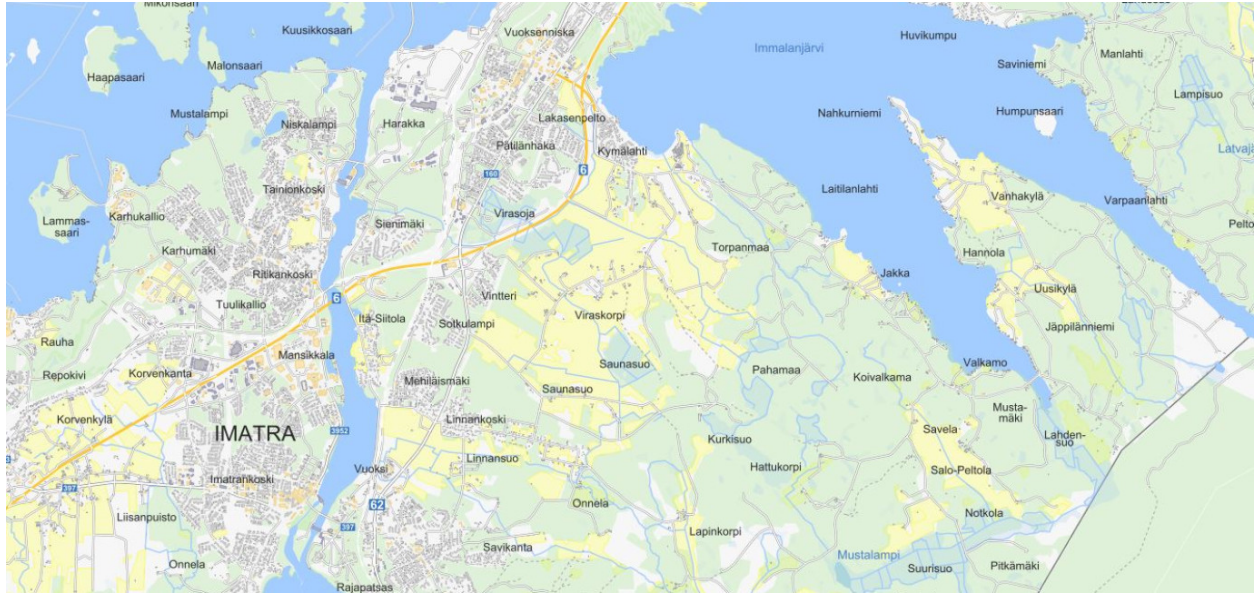 Mikonsaari
Kuusikkosaari
Vuoksenniska
Immalanjärvi
Huvikumpu
Manlahti
Saviniemi
Malonsaari
Haapasaari
Lampisuo
Mustalampi
Niskalampi
Harakka
Lakasenpelto
Nahkurniemi
Humpunsaari
Pätilänhaka
Kymälahti
Latvajä
6
160
Tainionkoski
Laitilanlahti
Vanhakylä
Varpaanlahti
Karhukallio
Lammas-
saari
Sienimäki
Virasoja
Pelto
Karhumäki
Torpanmaa
Hannola
Ritikankoski
Jakka
Uusikylä
6
Vintteri
Tuulikallio
Itä-Siitola
Sotkulampi
Viraskorpi
Jäppilänniemi
Rauha
Mansikkala
Saunasuo
Valkamo
Repokivi
Korvenkanta
Mehiläismäki
Saunasuo
Pahamaa
Koivalkama
Korvenkylä
Linnankoski
Musta-
mäki
IMATRA
3952
Savela
Lahden-
suo
Kurkisuo
Linnansuo
Vuoksi
Hattukorpi
Salo-Peltola
Imatrankoski
397
62
Onnela
Notkola
Liisanpuisto
397
Lapinkorpi
Savikanta
Mustalampi
Onnela
Suurisuo
Pitkämäki
Rajapatsas